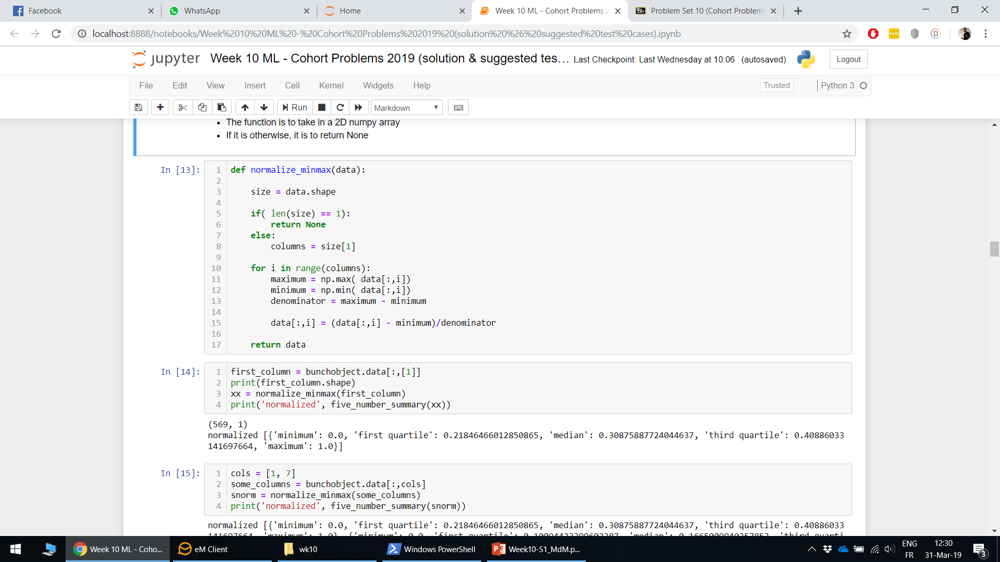 Facebook
WhatsApp
Home
Week 10 ML - Cohort Problems 2
Problem Set 10 (Cohort Problem
localhost:8888/notebooks/Week%2010%20ML%20-%20Cohort%20Problems%202019%20(solution%20%26%20suggested%20test%20cases).ipynb
jupyter Week 10 ML - Cohort Problems 2019 (solution & suggested tes... Last Checkpoint: Last Wednesday at 10:06 (autosaved) Logout
File Edit View Insert Cell Kernel Widgets Help Trusted Python 3
Run Markdown
• The function is to take in a 2D numpy array
• If it is otherwise, it is to return None
In [13]:
1 def normalize_minmax(data):
2
3     size = data.shape
4
5     if( len(size) == 1):
6         return None
7     else:
8         columns = size[1]
9
10     for i in range(columns):
11         maximum = np.max( data[:,i])
12         minimum = np.min( data[:,i])
13         denominator = maximum - minimum
14
15         data[:,i] = (data[:,i] - minimum)/denominator
16
17     return data
In [14]:
1 first_column = bunchobject.data[:,[1]]
2 print(first_column.shape)
3 xx = normalize_minmax(first_column)
4 print('normalized', five_number_summary(xx))
(569, 1)
normalized [{'minimum': 0.0, 'first quartile': 0.21846466012850865, 'median': 0.30875887724044637, 'third quartile': 0.40886033
141697664, 'maximum': 1.0}]
In [15]:
1 cols = [1, 7]
2 some_columns = bunchobject.data[:,cols]
3 snorm = normalize_minmax(some_columns)
4 print('normalized', five_number_summary(snorm))
normalized [{'minimum': 0.0, 'first quartile': 0.21846466012850865, 'median': 0.30875887724044637, 'third quartile': 0.40886033
Week 10 ML - Coho...
eM Client
wk10
Windows PowerShell
Week10-S1_MdM.p...
ENG
FR
12:30
31-Mar-19
3